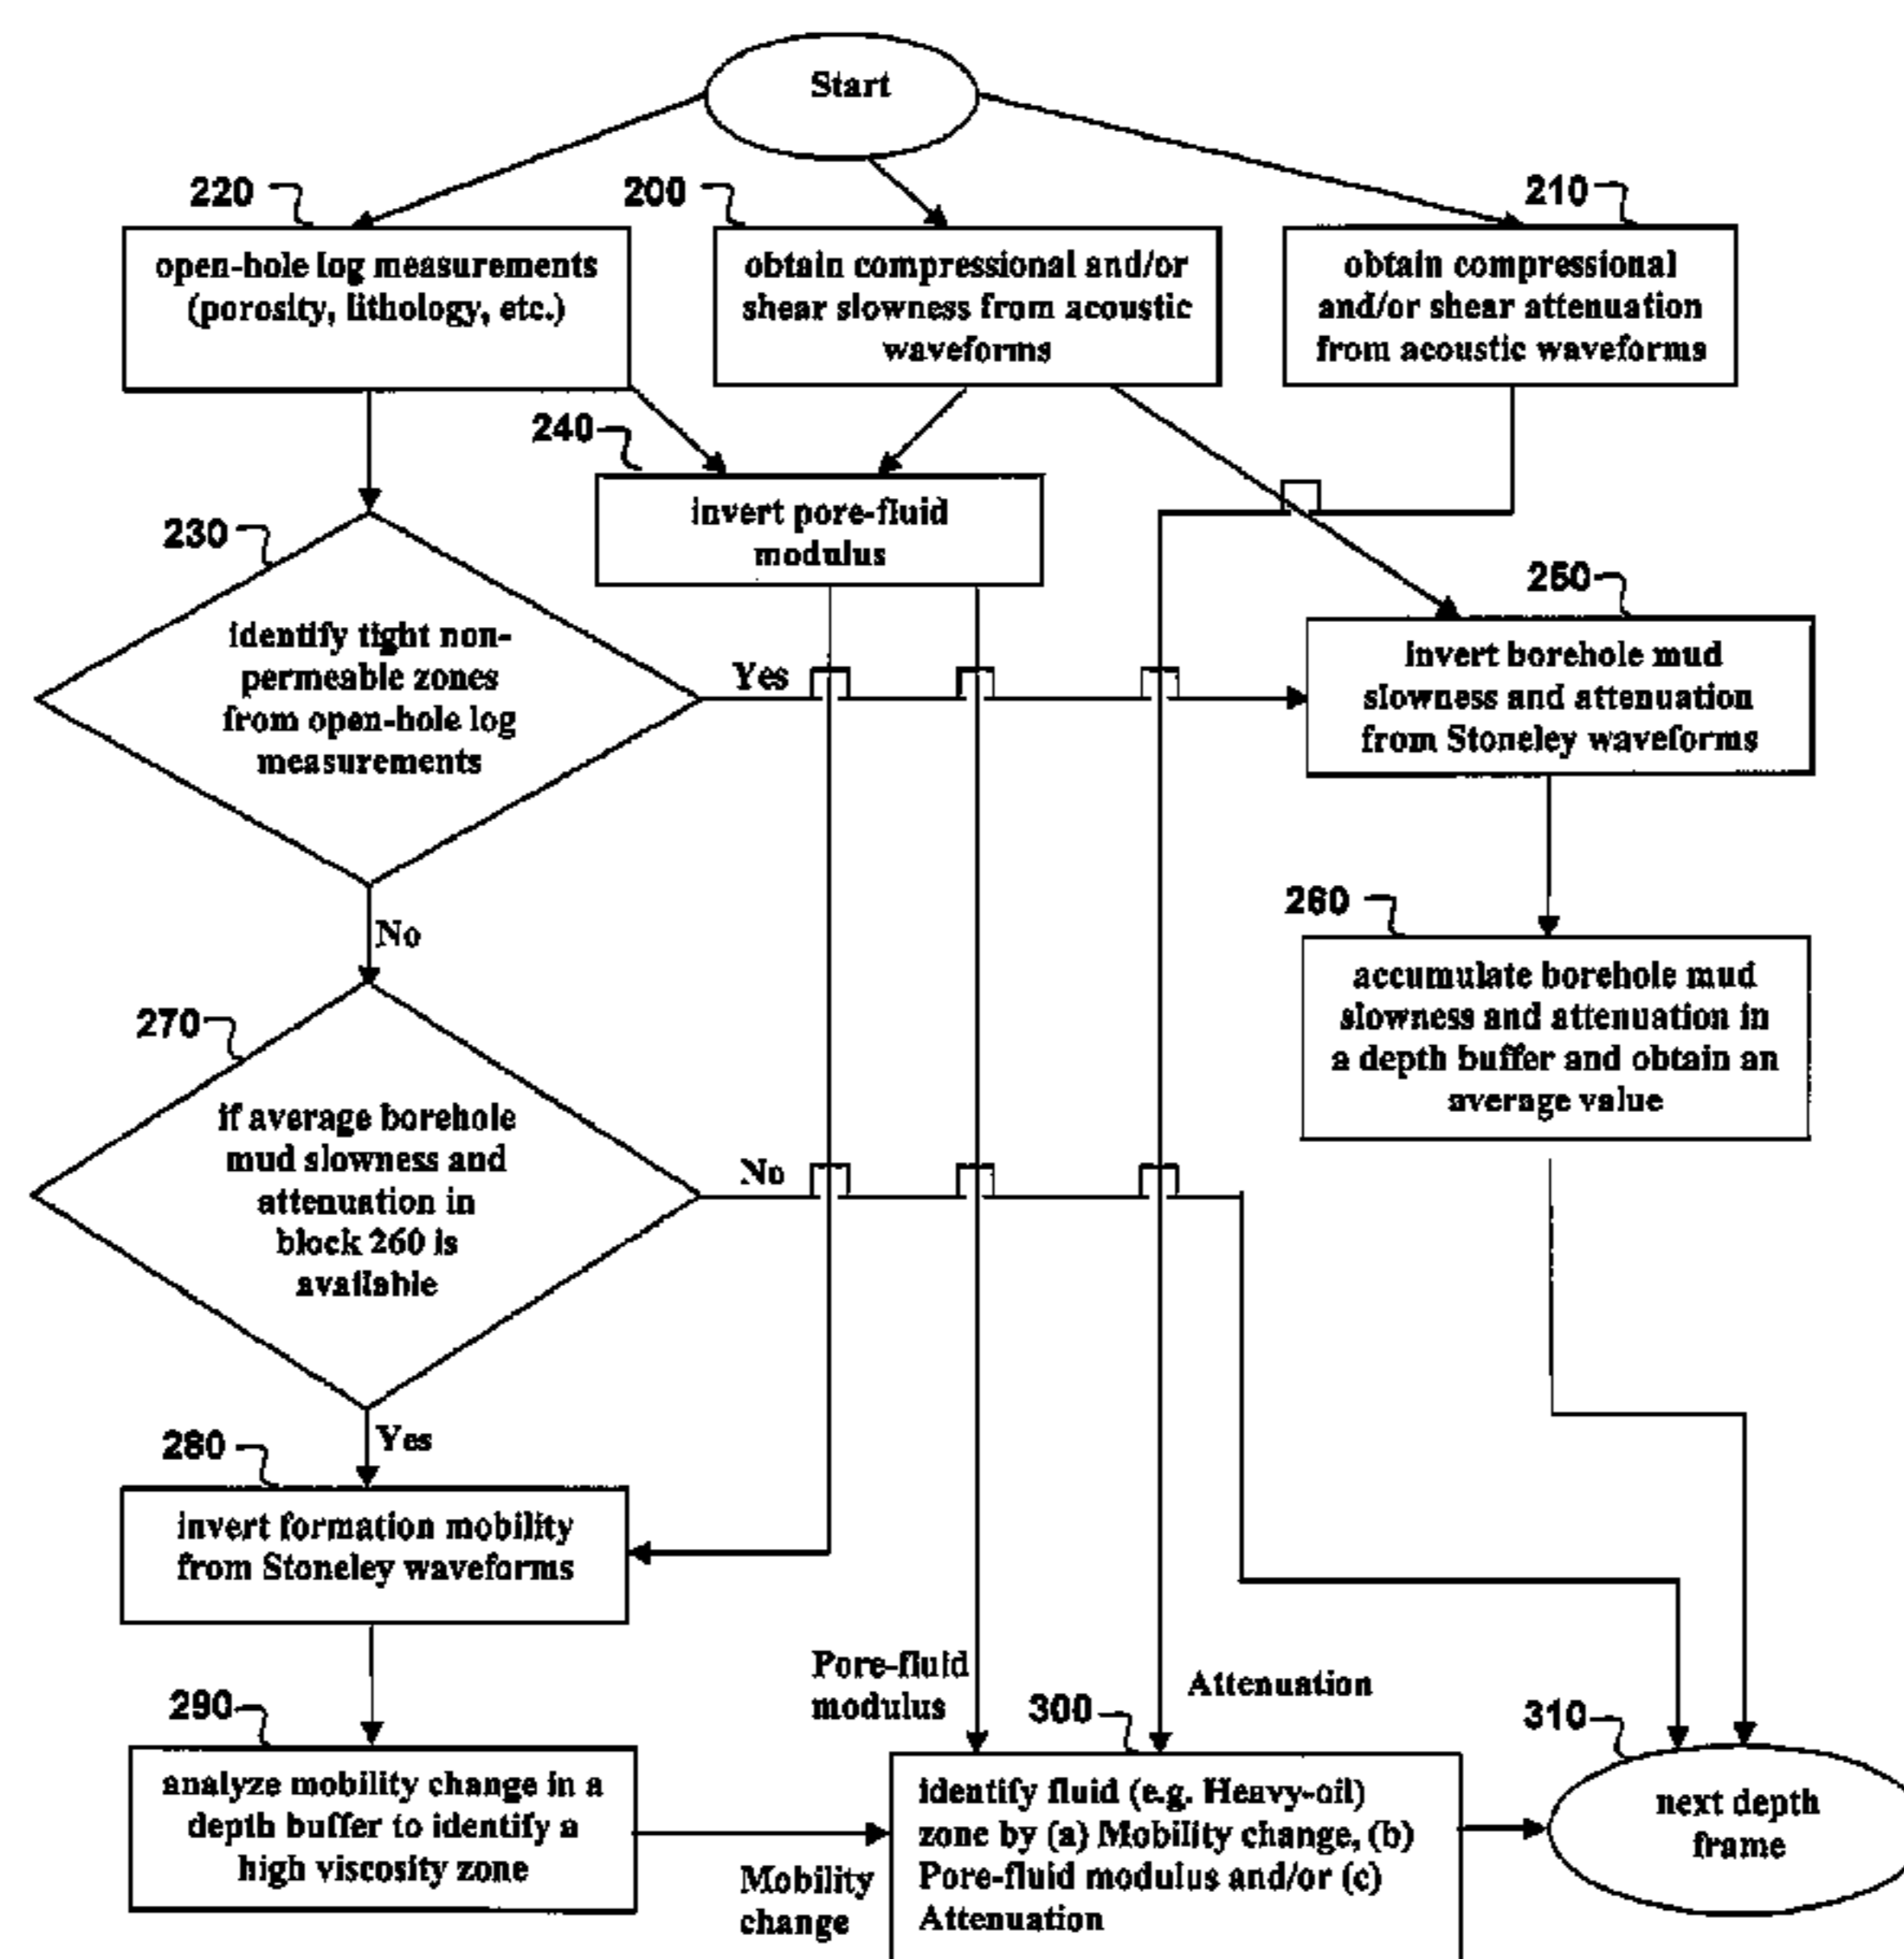 Start
220
200
210
open-hole log measurements
(porosity, lithology, etc.)
obtain compressional and/or
shear slowness from acoustic
waveforms
obtain compressional
and/or shear attenuation
from acoustic waveforms
240
invert pore-fluid
modulus
230
identify tight non-
permeable zones
from open-hole log
measurements
Yes
250
invert borehole mud
slowness and attenuation
from Stoneley waveforms
No
260
accumulate borehole mud
slowness and attenuation in
a depth buffer and obtain an
average value
270
if average borehole
mud slowness and
attenuation in
block 260 is
available
No
Yes
280
invert formation mobility
from Stoneley waveforms
Pore-fluid
modulus
Attenuation
290
analyze mobility change in a
depth buffer to identify a
high viscosity zone
Mobility
change
300
identify fluid (e.g. Heavy-oil)
zone by (a) Mobility change, (b)
Pore-fluid modulus and/or (c)
Attenuation
310
next depth
frame